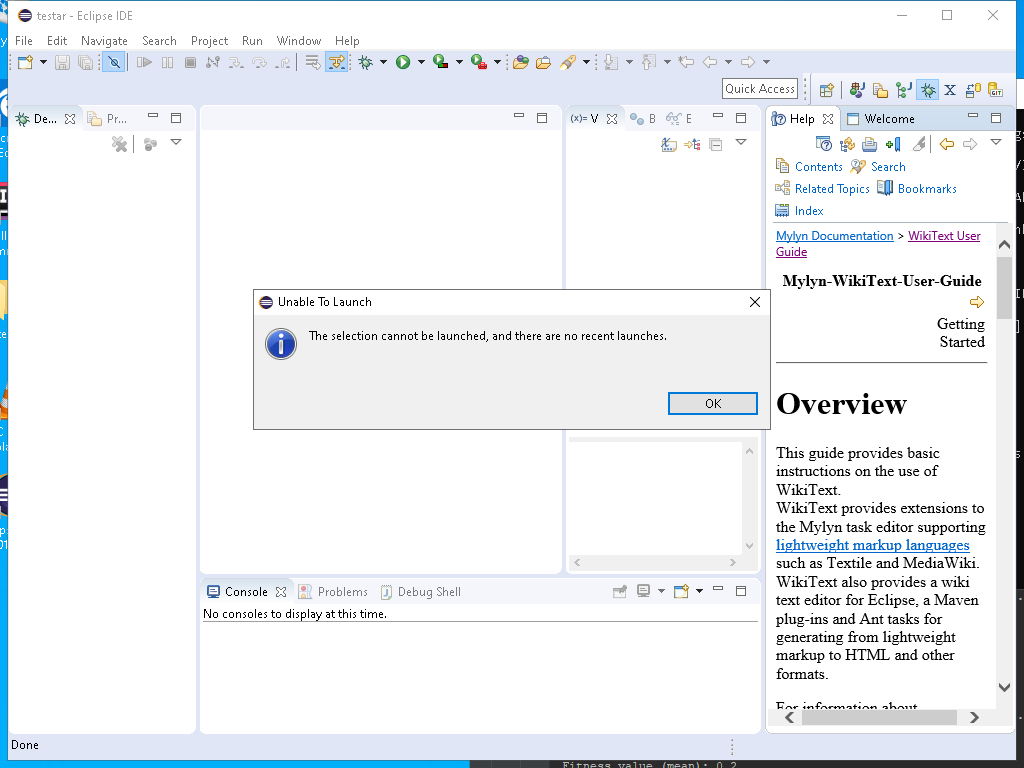 testar - Eclipse IDE
File Edit Navigate Search Project Run Window Help
Quick Access
De... Pr...
(x)= V B E
Help Welcome
Contents Search
Related Topics Bookmarks
Index
Mylyn Documentation > WikiText User
Guide
Mylyn-WikiText-User-Guide
Getting
Started
Unable To Launch
The selection cannot be launched, and there are no recent launches.
OK
Overview
This guide provides basic
instructions on the use of
WikiText.
WikiText provides extensions to
the Mylyn task editor supporting
lightweight markup languages
such as Textile and MediaWiki.
WikiText also provides a wiki
text editor for Eclipse, a Maven
plug-ins and Ant tasks for
generating from lightweight
markup to HTML and other
formats.
For information about
Console Problems Debug Shell
No consoles to display at this time.
Done
Fitness value (mean): 0.2